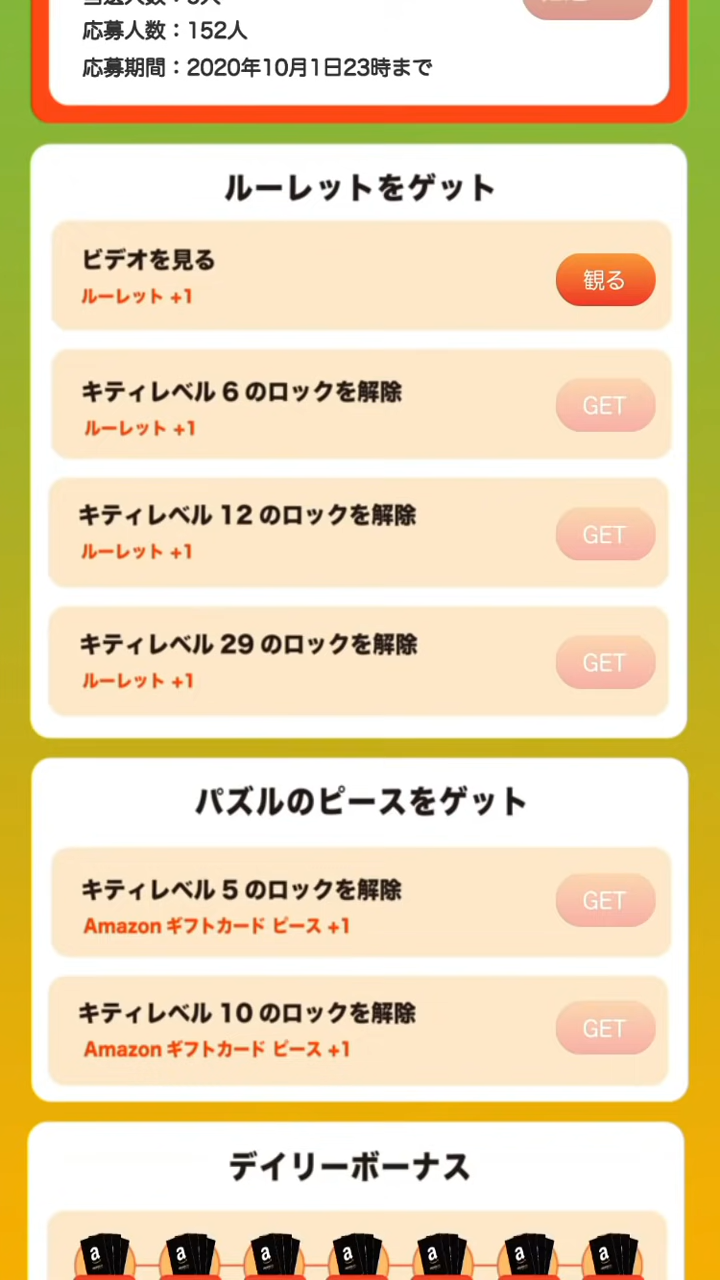 応募人数：152人
応募期間：2020年10月1日23時まで
ルーレットをゲット
ビデオを見る
ルーレット +1
観る
キティレベル 6 のロックを解除
ルーレット +1
GET
キティレベル 12 のロックを解除
ルーレット +1
GET
キティレベル 29 のロックを解除
ルーレット +1
GET
パズルのピースをゲット
キティレベル 5 のロックを解除
Amazon ギフトカード ピース +1
GET
キティレベル 10 のロックを解除
Amazon ギフトカード ピース +1
GET
デイリーボーナス
a a a a a a a